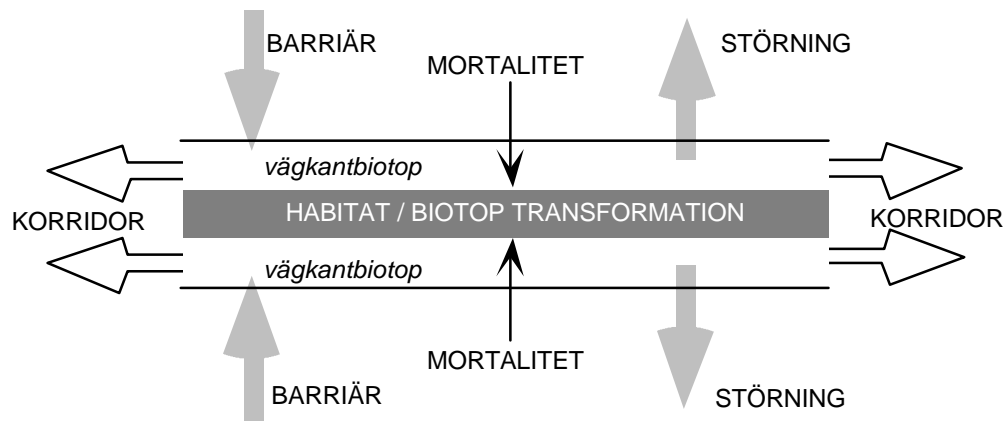 BARRIÄR
STÖRNING
MORTALITET
vägkantbiotop
HABITAT / BIOTOP TRANSFORMATION
KORRIDOR
KORRIDOR
vägkantbiotop
MORTALITET
BARRIÄR
STÖRNING